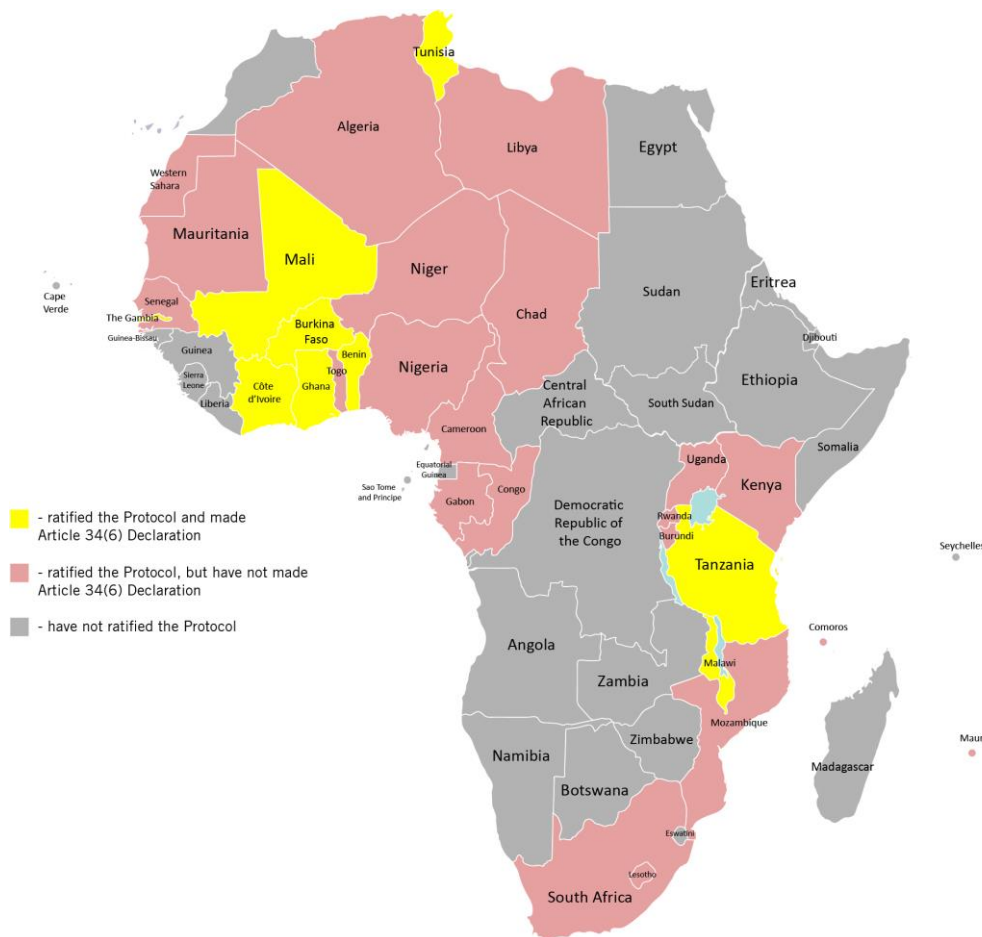 Tunisia
Algeria
Libya
Egypt
Western
Sahara
Mauritania
Mali
Niger
Chad
Sudan
Eritrea
Cape
Verde
Senegal
The Gambia
Guinea-Bissau
Guinea
Sierra
Leone
Liberia
Burkina
Faso
Benin
Togo
Ghana
Côte
d'Ivoire
Nigeria
Djibouti
Ethiopia
Central
African
Republic
South Sudan
Somalia
Cameroon
Equatorial
Guinea
Sao Tome
and Principe
Gabon
Congo
Uganda
Kenya
Democratic
Republic of
the Congo
Rwanda
Burundi
Tanzania
Seychelles
Comoros
Angola
Zambia
Malawi
Mozambique
Zimbabwe
Namibia
Botswana
Madagascar
Maur
Eswatini
Lesotho
South Africa
- ratified the Protocol and made
Article 34(6) Declaration
- ratified the Protocol, but have not made
Article 34(6) Declaration
- have not ratified the Protocol